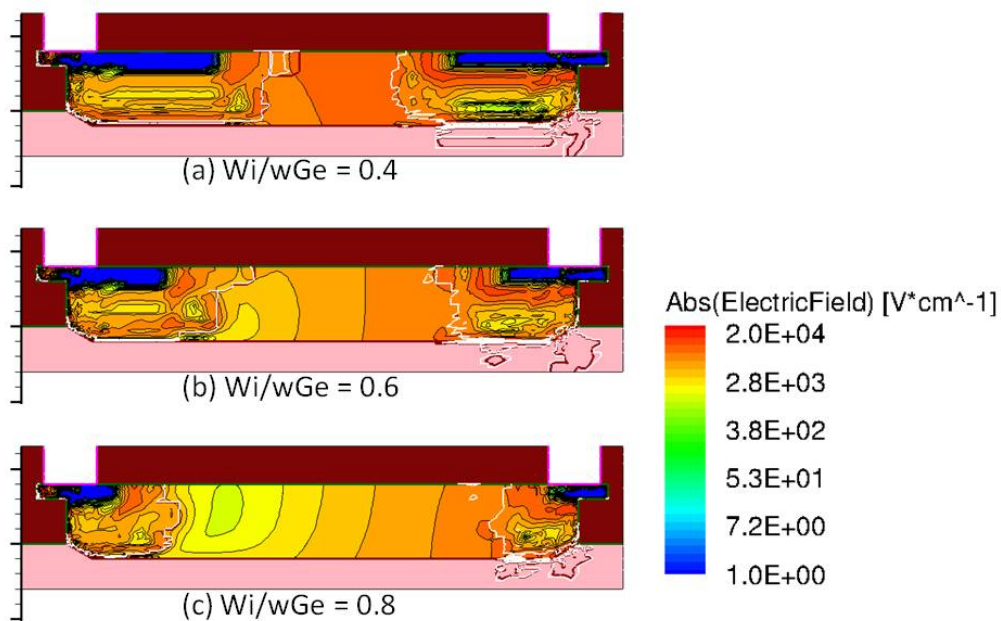 (a) Wi/wGe = 0.4
(b) Wi/wGe = 0.6
(c) Wi/wGe = 0.8
Abs(ElectricField) [V*cm^-1]
2.0E+04
2.8E+03
3.8E+02
5.3E+01
7.2E+00
1.0E+00